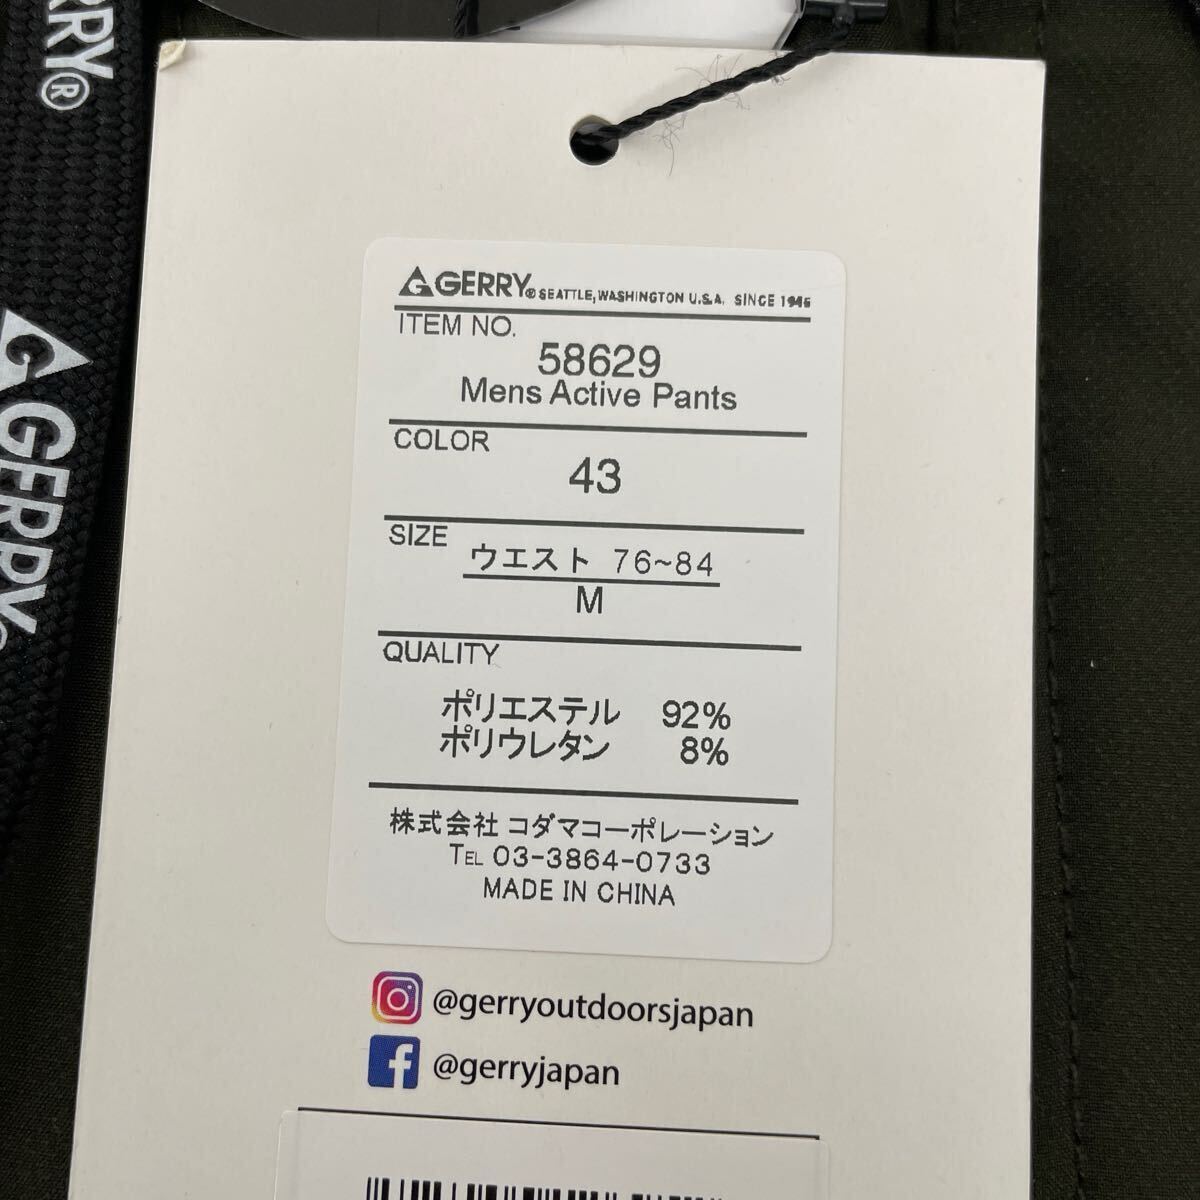 RRY®
GERRY
GERRY® SEATTLE, WASHINGTON U.S.A. SINCE 1945
ITEM NO.
58629
Mens Active Pants
COLOR
43
SIZE
ウエスト 76~84
M
QUALITY
ポリエステル 92%
ポリウレタン 8%
株式会社 コダマコーポレーション
TEL 03-3864-0733
MADE IN CHINA
@gerryoutdoorsjapan
@gerryjapan